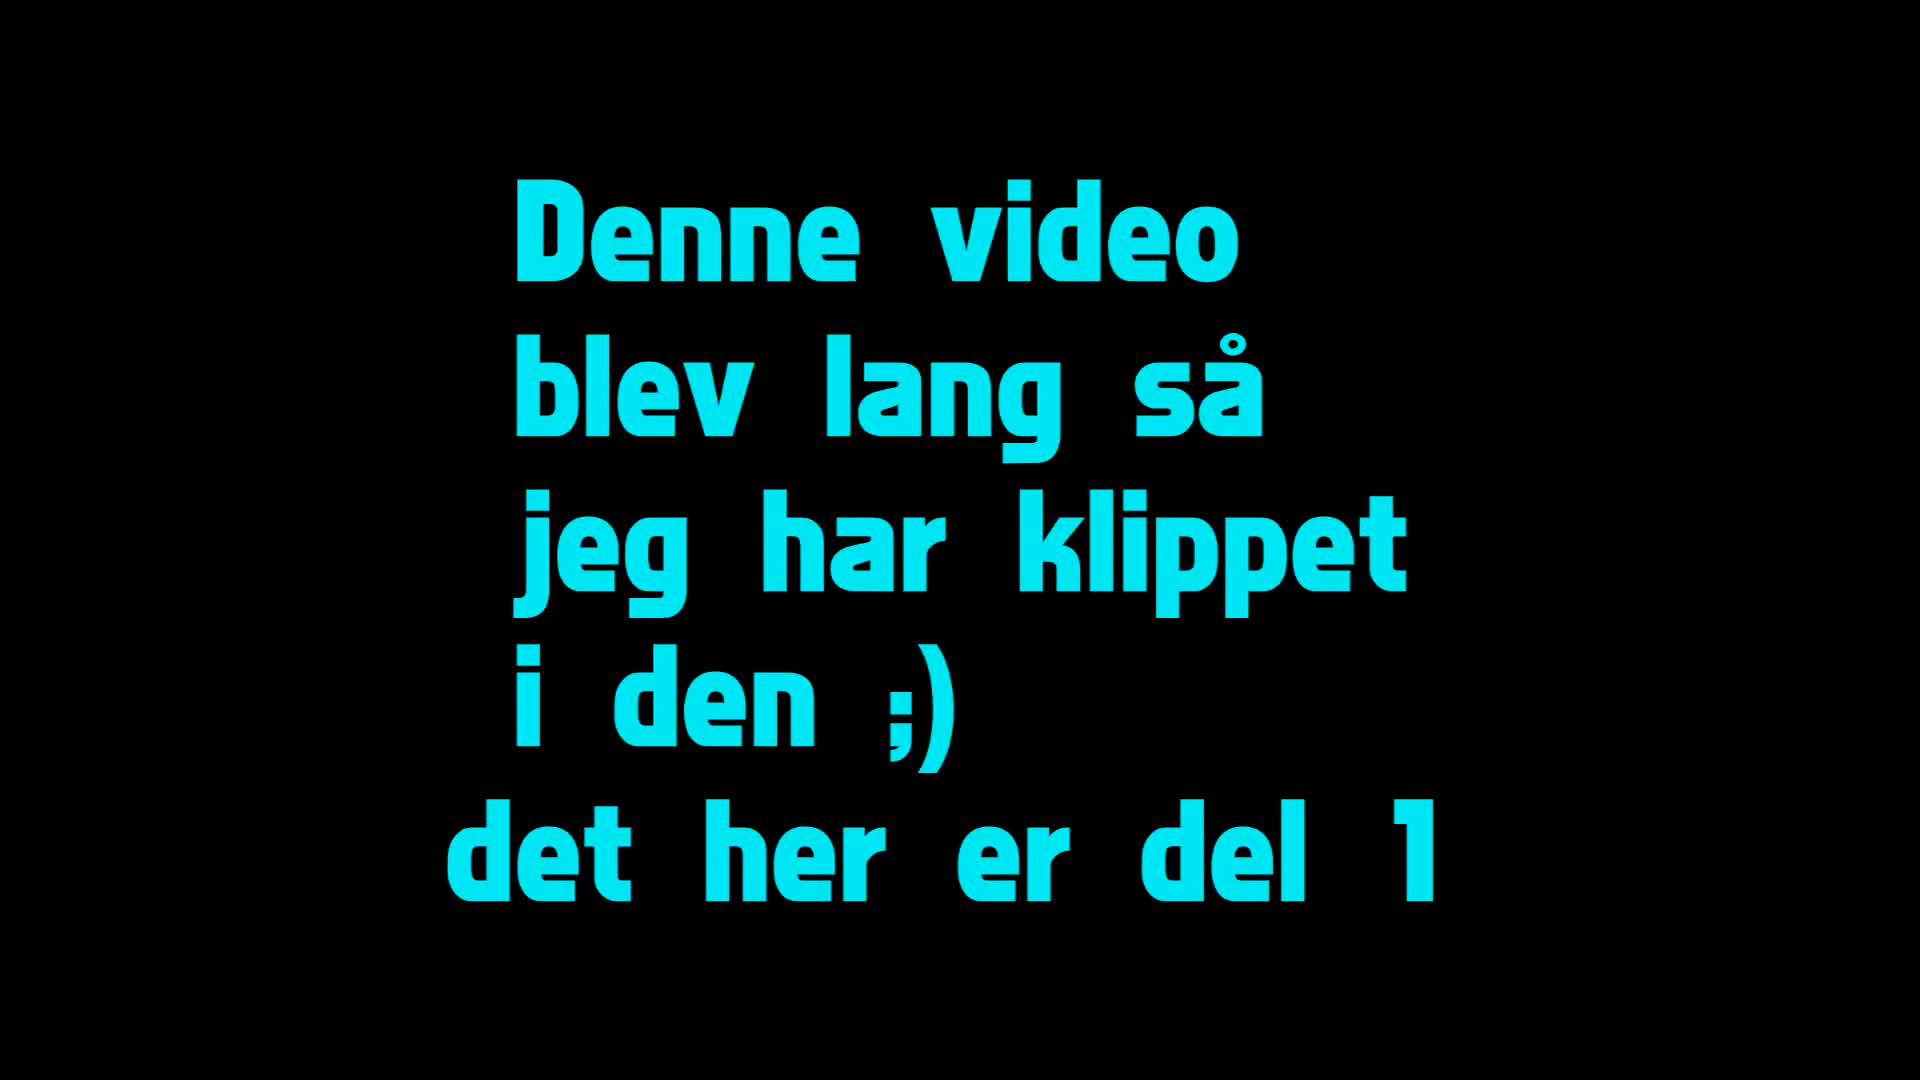 Denne video
blev lang så
jeg har klippet
i den ;)
det her er del 1